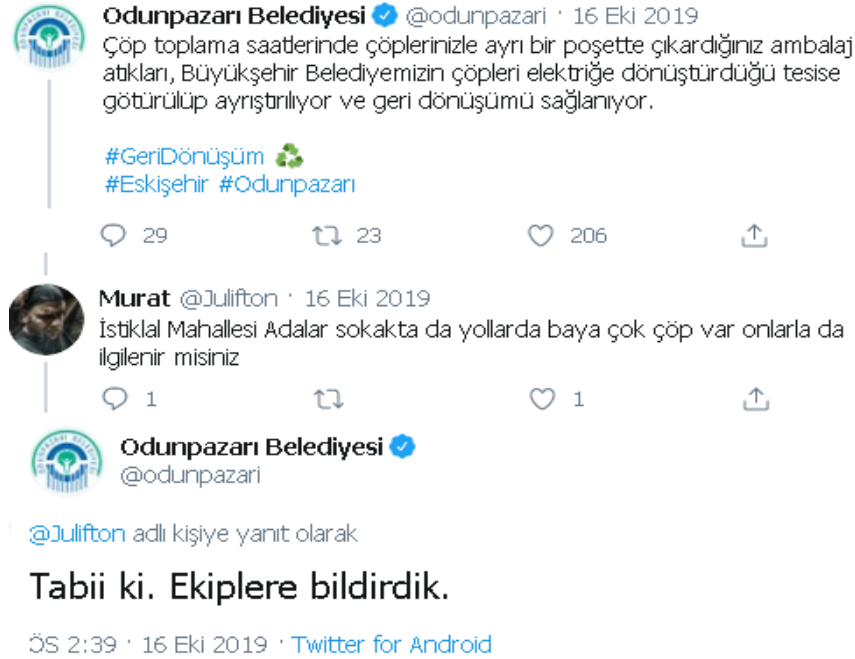 Odunpazarı Belediyesi @odunpazari · 16 Eki 2019
Çöp toplama saatlerinde çöplerinizle ayrı bir poşette çıkardığınız ambalaj
atıkları, Büyükşehir Belediyemizin çöpleri elektriğe dönüştürdüğü tesise
götürülüp ayrıştırılıyor ve geri dönüşümü sağlanıyor.
#GeriDönüşüm ♻
#Eskişehir #Odunpazarı
29 23 206
Murat @Julifton · 16 Eki 2019
İstiklal Mahallesi Adalar sokakta da yollarda baya çok çöp var onlarla da
ilgilenir misiniz
1 1
Odunpazarı Belediyesi
@odunpazari
@Julifton adlı kişiye yanıt olarak
Tabii ki. Ekiplere bildirdik.
ÖS 2:39 · 16 Eki 2019 · Twitter for Android